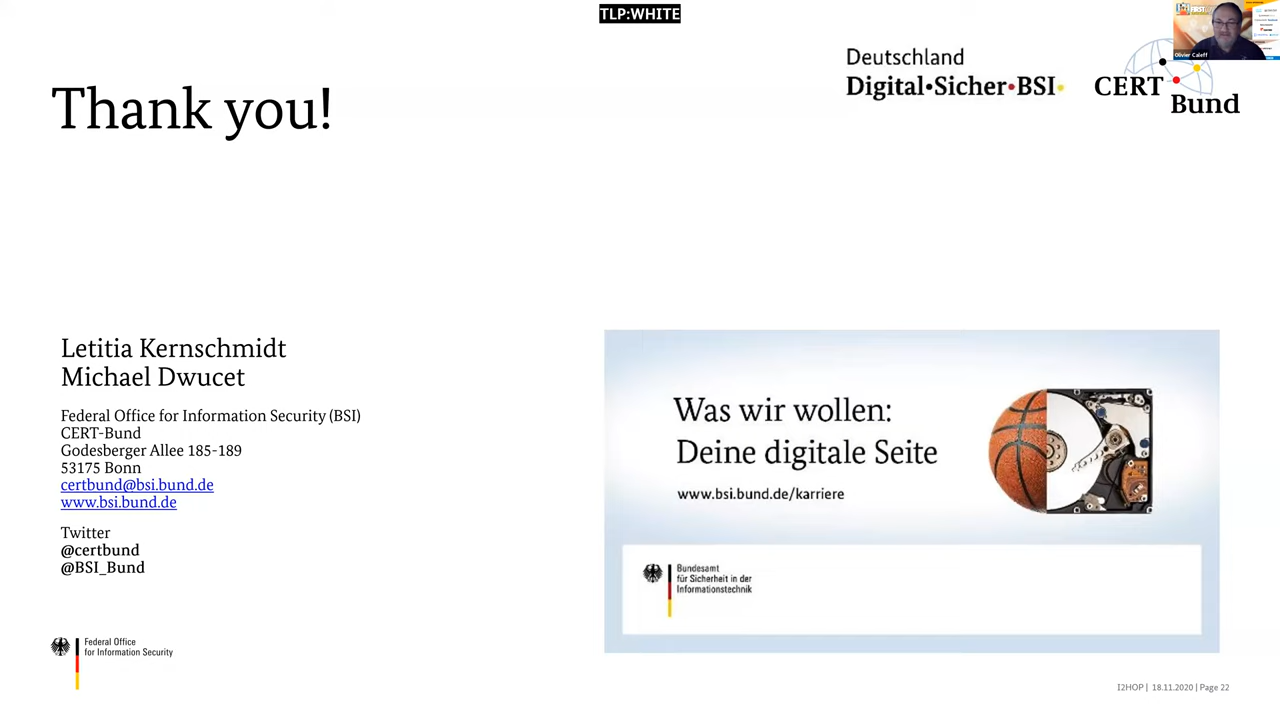 TLP:WHITE
FIRST
Olivier Caleff
Deutschland
Digital•Sicher•BSI•
CERT
Bund
Thank you!
Letitia Kernschmidt
Michael Dwucet
Federal Office for Information Security (BSI)
CERT-Bund
Godesberger Allee 185-189
53175 Bonn
certbund@bsi.bund.de
www.bsi.bund.de
Twitter
@certbund
@BSI_Bund
Was wir wollen:
Deine digitale Seite
www.bsi.bund.de/karriere
Bundesamt
für Sicherheit in der
Informationstechnik
Federal Office
for Information Security
I2HOP | 18.11.2020 | Page 22